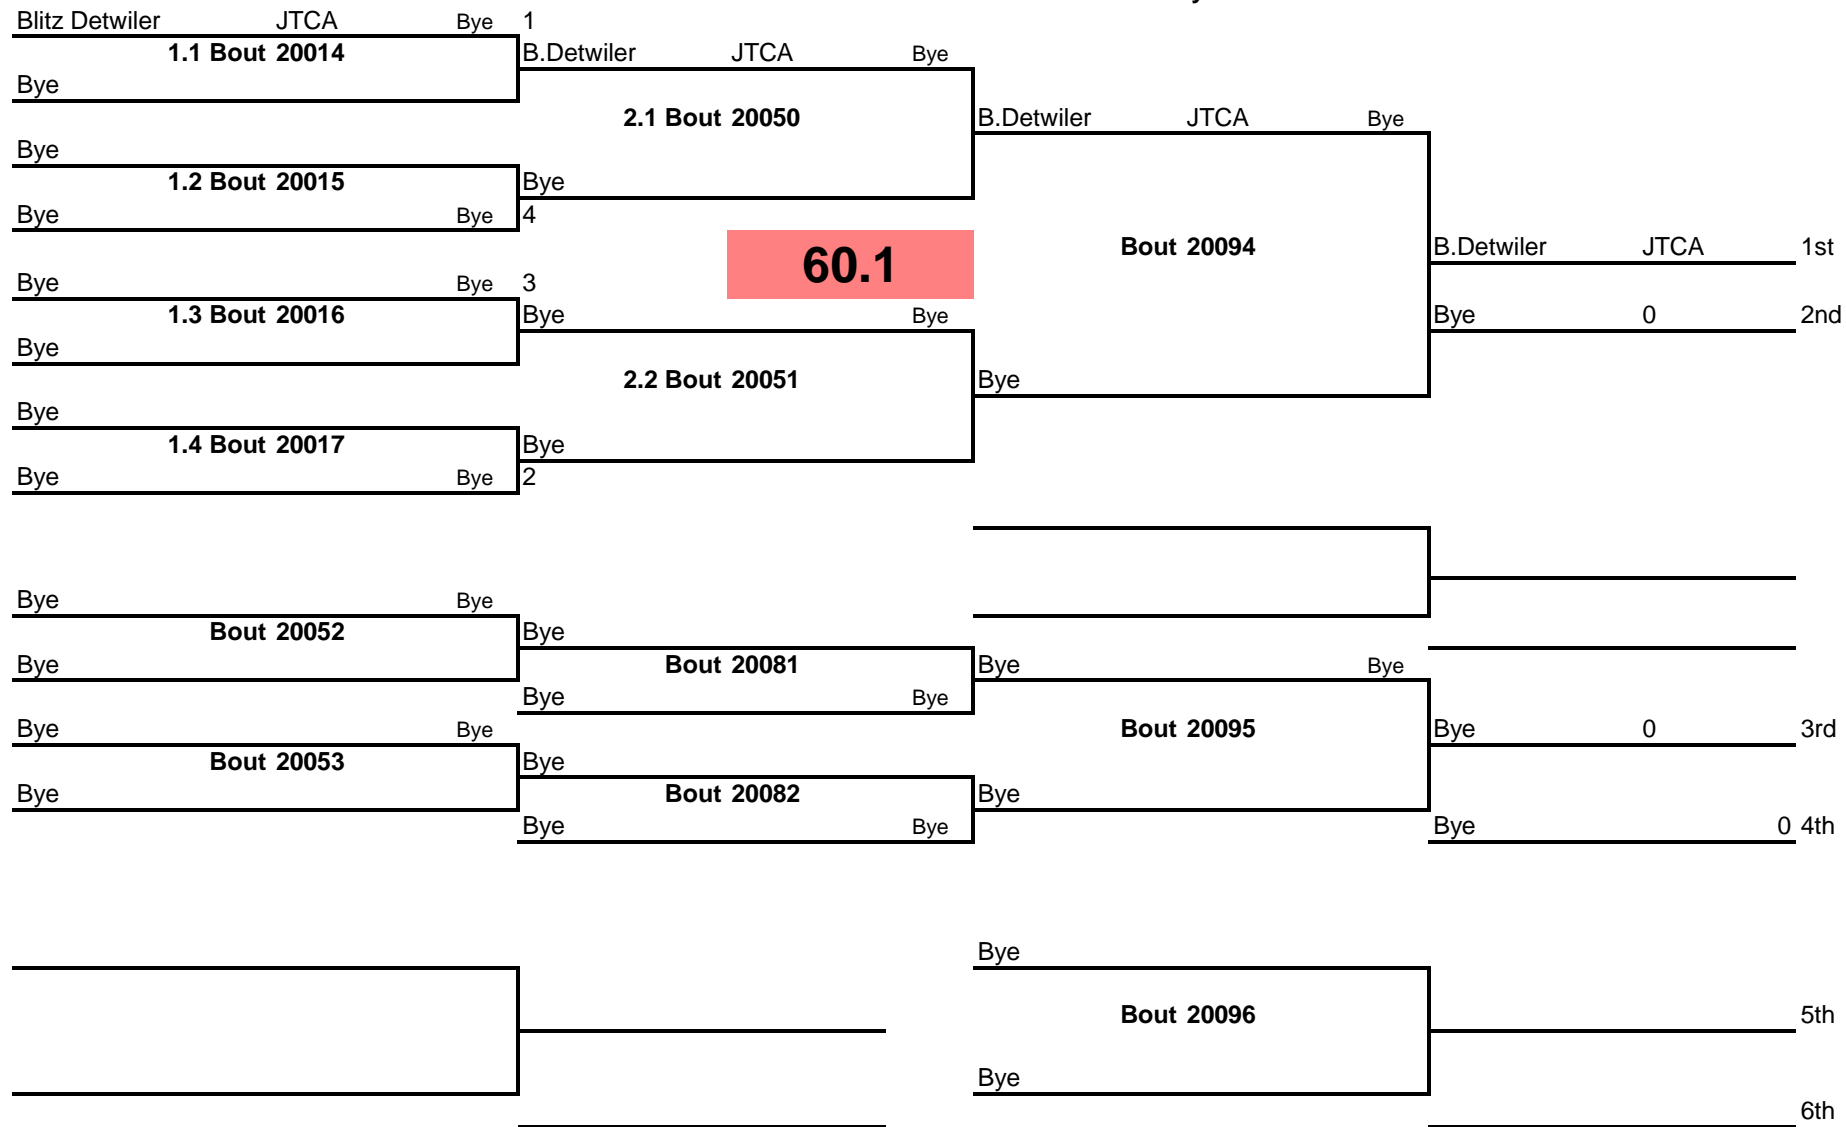 Blitz Detwiler JTCA Bye 1
1.1 Bout 20014 B.Detwiler JTCA Bye
Bye
2.1 Bout 20050 B.Detwiler JTCA Bye
Bye
1.2 Bout 20015 Bye
Bye Bye 4
60.1 Bout 20094 B.Detwiler JTCA 1st
Bye Bye 3
1.3 Bout 20016 Bye Bye Bye 0 2nd
Bye
2.2 Bout 20051 Bye
Bye
1.4 Bout 20017 Bye
Bye Bye 2
Bye Bye
Bout 20052 Bye
Bye Bout 20081 Bye Bye
Bye Bye
Bye Bye Bout 20095 Bye 0 3rd
Bout 20053 Bye
Bye Bout 20082 Bye
Bye Bye Bye 0 4th
Bye
Bout 20096 5th
Bye
6th